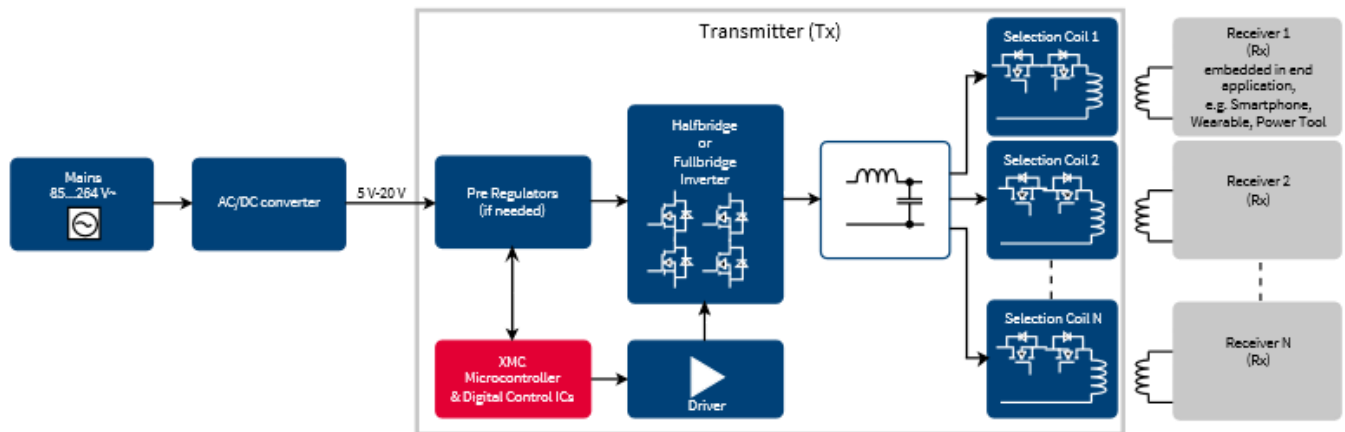 Transmitter (Tx)
Mains
85...264 V~
AC/DC converter
5 V-20 V
Pre Regulators
(if needed)
XMC
Microcontroller
& Digital Control ICs
Halfbridge
or
Fullbridge
Inverter
Driver
Selection Coil 1
Selection Coil 2
Selection Coil N
Receiver 1
(Rx)
embedded in end
application,
e.g. Smartphone,
Wearable, Power Tool
Receiver 2
(Rx)
Receiver N
(Rx)